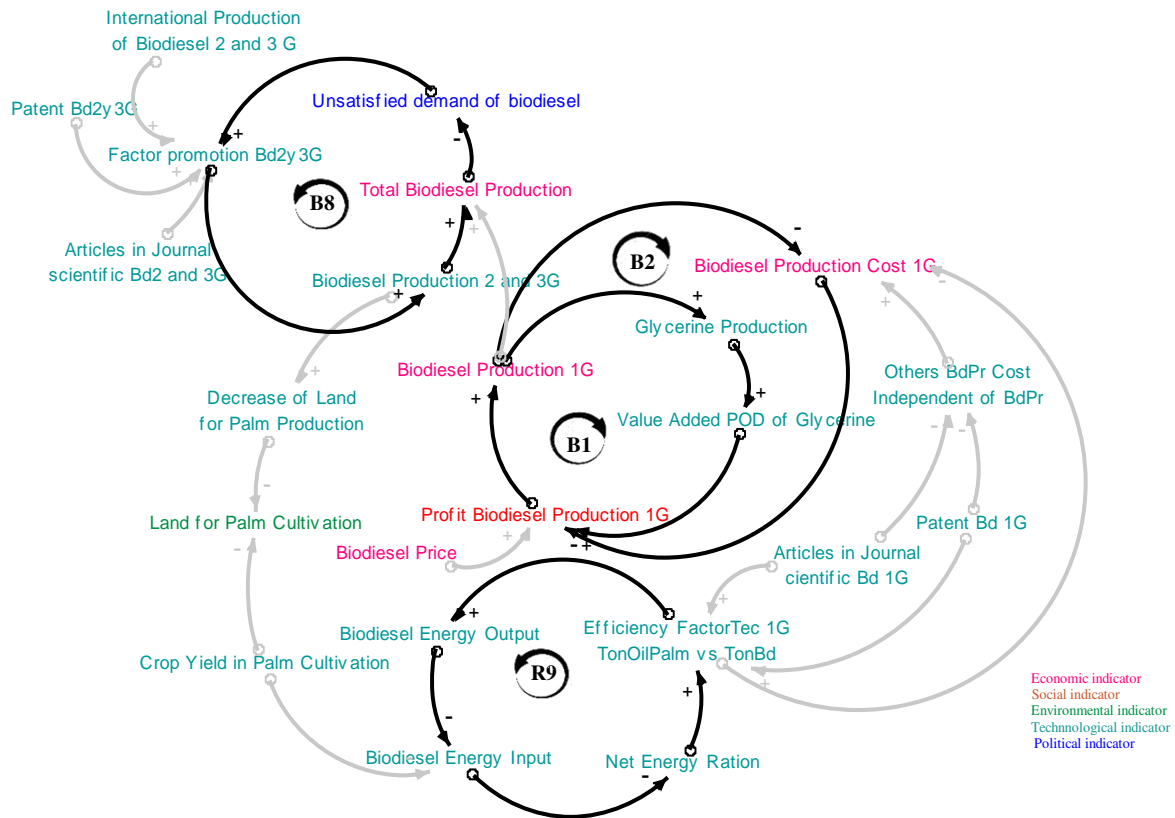 International Production
of Biodiesel 2 and 3 G
Patent Bd2y3G
Unsatisfied demand of biodiesel
+
+
-
Factor promotion Bd2y3G
+
+
+
Total Biodiesel Production
B8
+
+
-
Articles in Journal
scientific Bd2 and 3G
B2
Biodiesel Production Cost 1G
Biodiesel Production 2 and 3G
-
+
+
+
Glycerine Production
Biodiesel Production 1G
Others BdPr Cost
Independent of BdPr
+
Decrease of Land
for Palm Production
+
+
Value Added POD of Glycerine
-
-
B1
-
Land for Palm Cultivation
Profit Biodiesel Production 1G
Patent Bd 1G
-
Biodiesel Price
+
-
+
Articles in Journal
cientific Bd 1G
+
+
Biodiesel Energy Output
Efficiency FactorTec 1G
TonOilPalm vs TonBd
Crop Yield in Palm Cultivation
R9
+
Economic indicator
+
Social indicator
-
Environmental indicator
Technnological indicator
Political indicator
Biodiesel Energy Input
Net Energy Ration
+
-